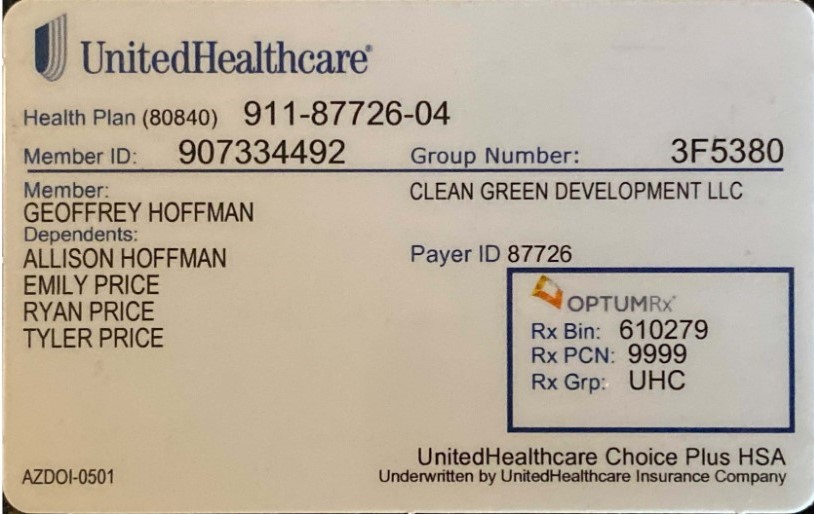 UnitedHealthcare®
Health Plan (80840) 911-87726-04
Member ID: 907334492 Group Number: 3F5380
Member:
GEOFFREY HOFFMAN
CLEAN GREEN DEVELOPMENT LLC
Dependents:
ALLISON HOFFMAN
EMILY PRICE
RYAN PRICE
TYLER PRICE
Payer ID 87726
OPTUMRx®
Rx Bin: 610279
Rx PCN: 9999
Rx Grp: UHC
UnitedHealthcare Choice Plus HSA
AZDOI-0501
Underwritten by UnitedHealthcare Insurance Company